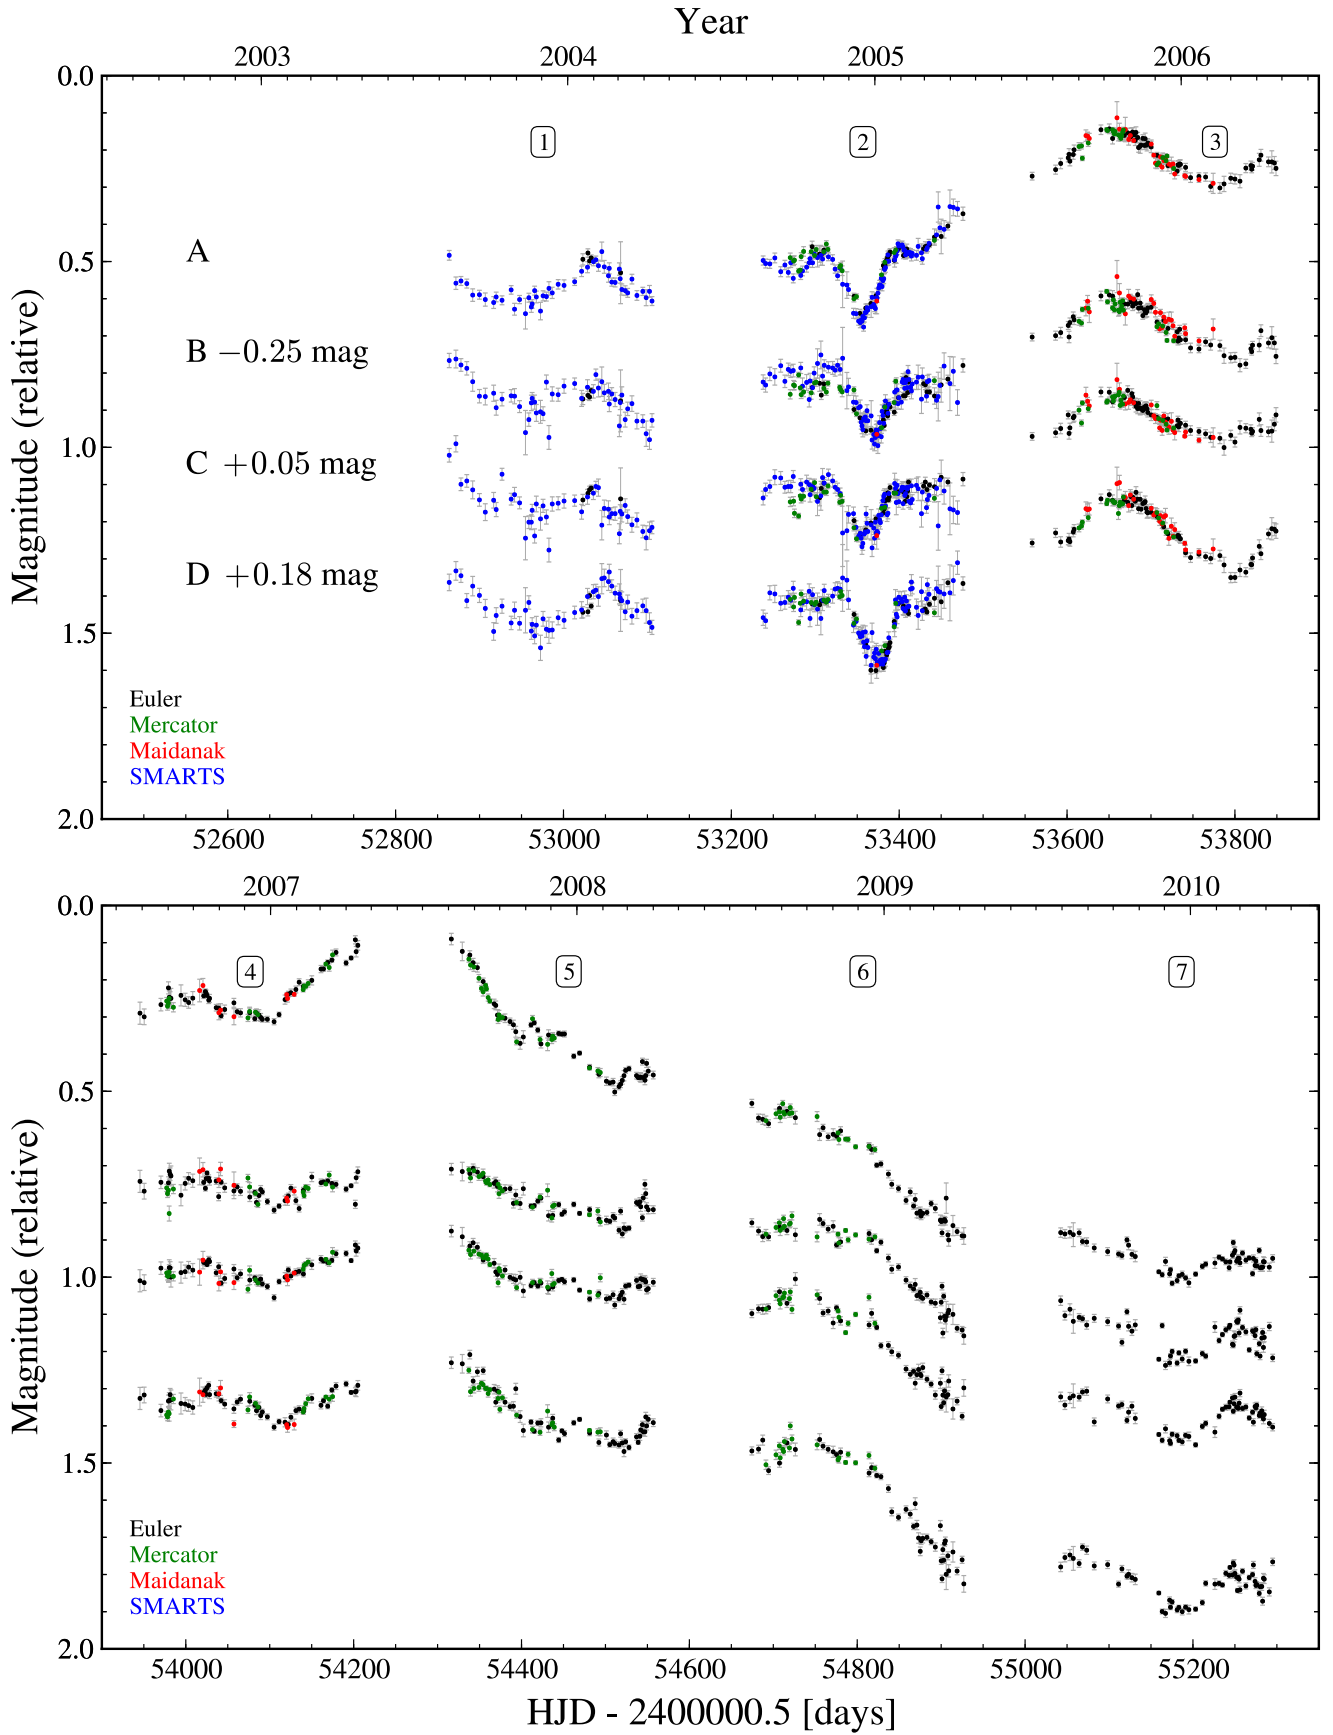 Year
2003 2004 2005 2006
0.0
1 2 3
A
0.5
B −0.25 mag
1.0
C +0.05 mag
D +0.18 mag
1.5
Euler
Mercator
Maidanak
SMARTS
2.0
Magnitude (relative)
52600 52800 53000 53200 53400 53600 53800
2007 2008 2009 2010
0.0
4 5 6 7
0.5
1.0
1.5
Euler
Mercator
Maidanak
SMARTS
2.0
Magnitude (relative)
54000 54200 54400 54600 54800 55000 55200
HJD - 2400000.5 [days]